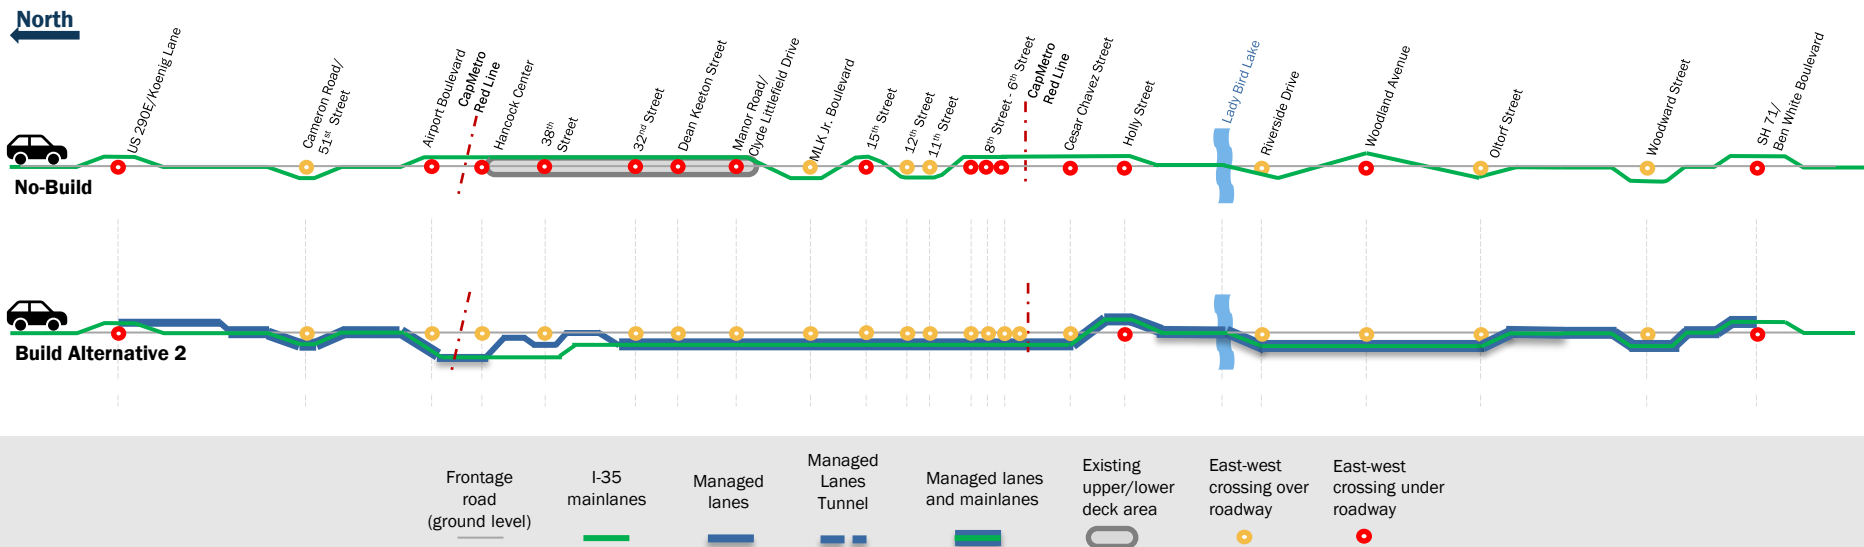 North
US 290E/Koenig Lane
Cameron Road/
51st Street
Airport Boulevard
CapMetro
Red Line
Hancock Center
38th
Street
32nd Street
Dean Keeton Street
Manor Road/
Clyde Littlefield Drive
MLK Jr. Boulevard
15th Street
12th Street
11th Street
8th Street - 6th Street
CapMetro
Red Line
Cesar Chavez Street
Holly Street
Lady Bird Lake
Riverside Drive
Woodland Avenue
Oltorf Street
Woodward Street
SH 71/
Ben White Boulevard
No-Build
Build Alternative 2
Frontage
road
(ground level)
I-35
mainlanes
Managed
lanes
Managed
Lanes
Tunnel
Managed lanes
and mainlanes
Existing
upper/lower
deck area
East-west
crossing over
roadway
East-west
crossing under
roadway